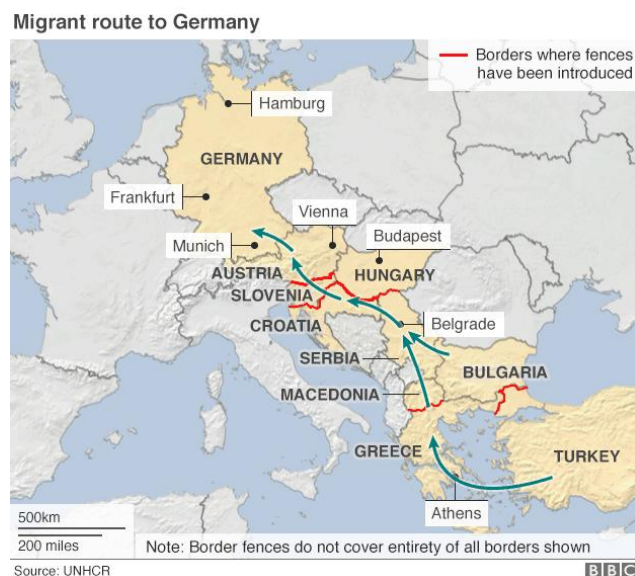 Migrant route to Germany
Borders where fences
have been introduced
Hamburg
GERMANY
Frankfurt
Vienna
Budapest
Munich
AUSTRIA
HUNGARY
SLOVENIA
CROATIA
Belgrade
SERBIA
BULGARIA
MACEDONIA
GREECE
TURKEY
Athens
500km
200 miles
Note: Border fences do not cover entirety of all borders shown
Source: UNHCR
BBC